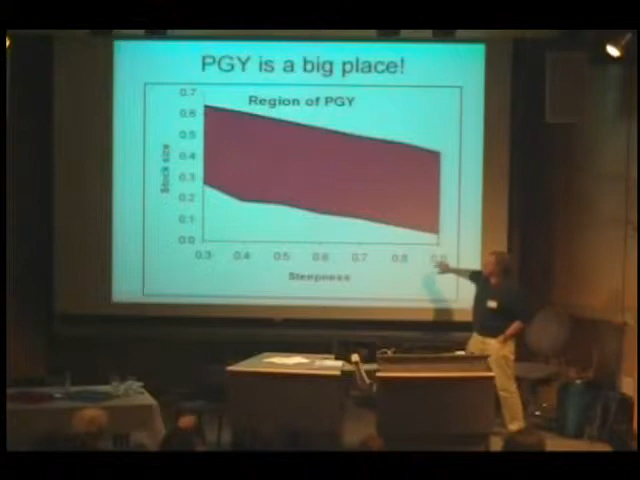 PGY is a big place!
Region of PGY
0.7
0.6
0.5
0.4
0.3
0.2
0.1
0.0
Stock size
0.3 0.4 0.5 0.6 0.7 0.8
Steepness